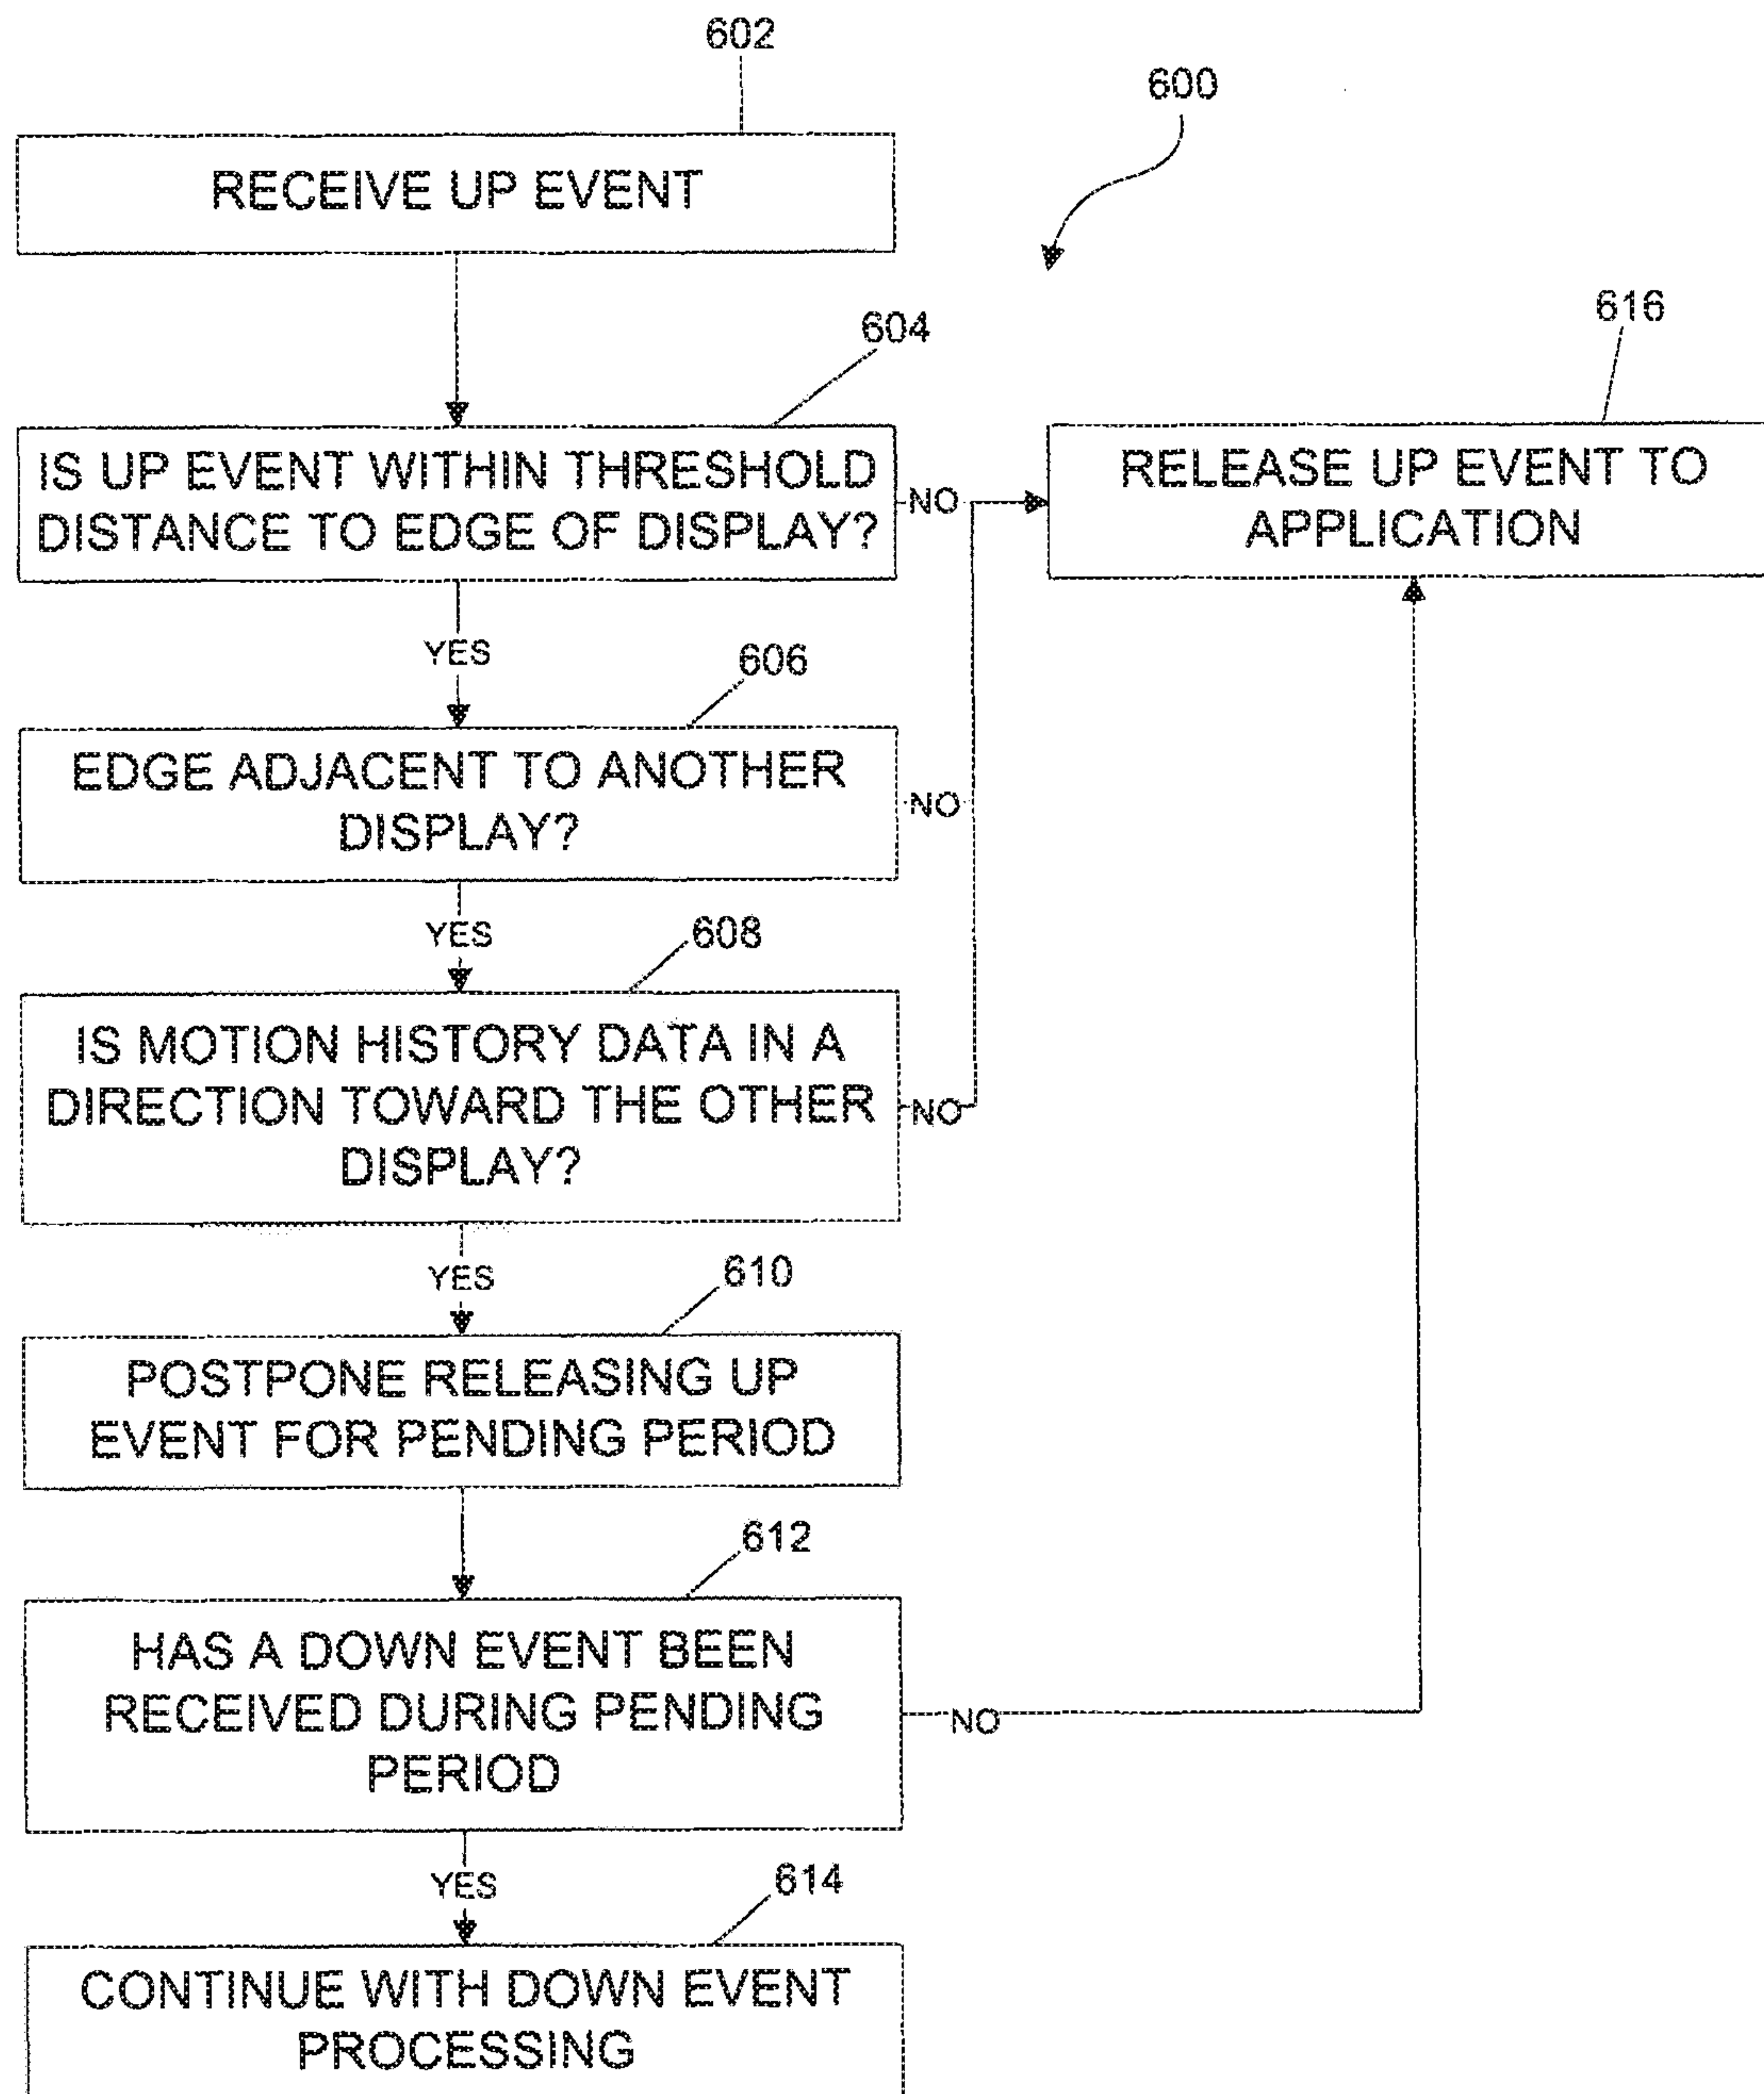 602
600
RECEIVE UP EVENT
604
616
IS UP EVENT WITHIN THRESHOLD
DISTANCE TO EDGE OF DISPLAY?
NO
RELEASE UP EVENT TO
APPLICATION
YES
606
EDGE ADJACENT TO ANOTHER
DISPLAY?
NO
YES
608
IS MOTION HISTORY DATA IN A
DIRECTION TOWARD THE OTHER
DISPLAY?
NO
YES
610
POSTPONE RELEASING UP
EVENT FOR PENDING PERIOD
612
HAS A DOWN EVENT BEEN
RECEIVED DURING PENDING
PERIOD
NO
YES
614
CONTINUE WITH DOWN EVENT
PROCESSING